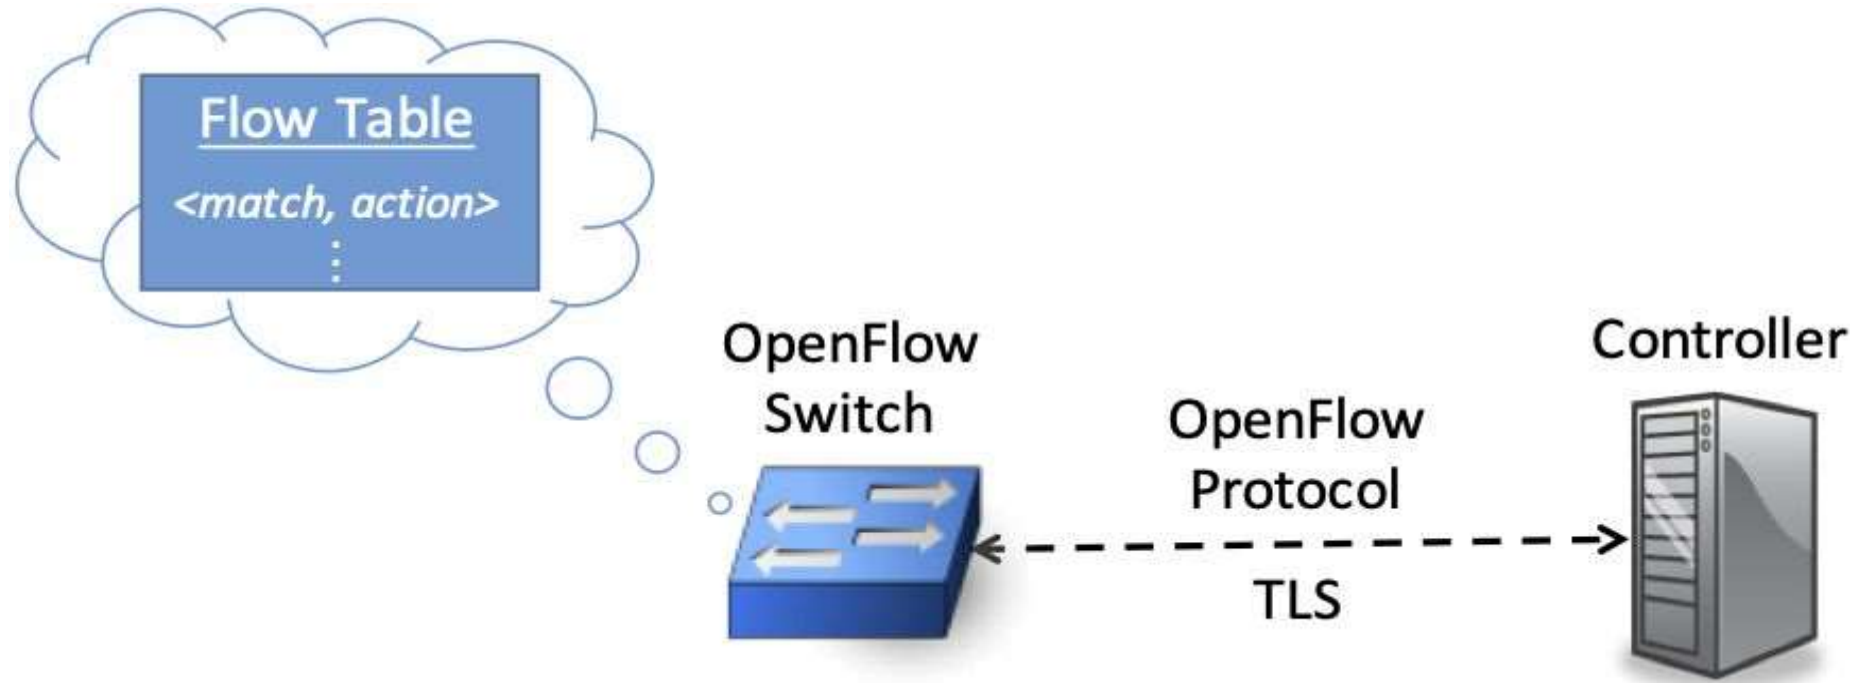 Flow Table
<match, action>
OpenFlow
Switch
OpenFlow
Protocol
TLS
Controller